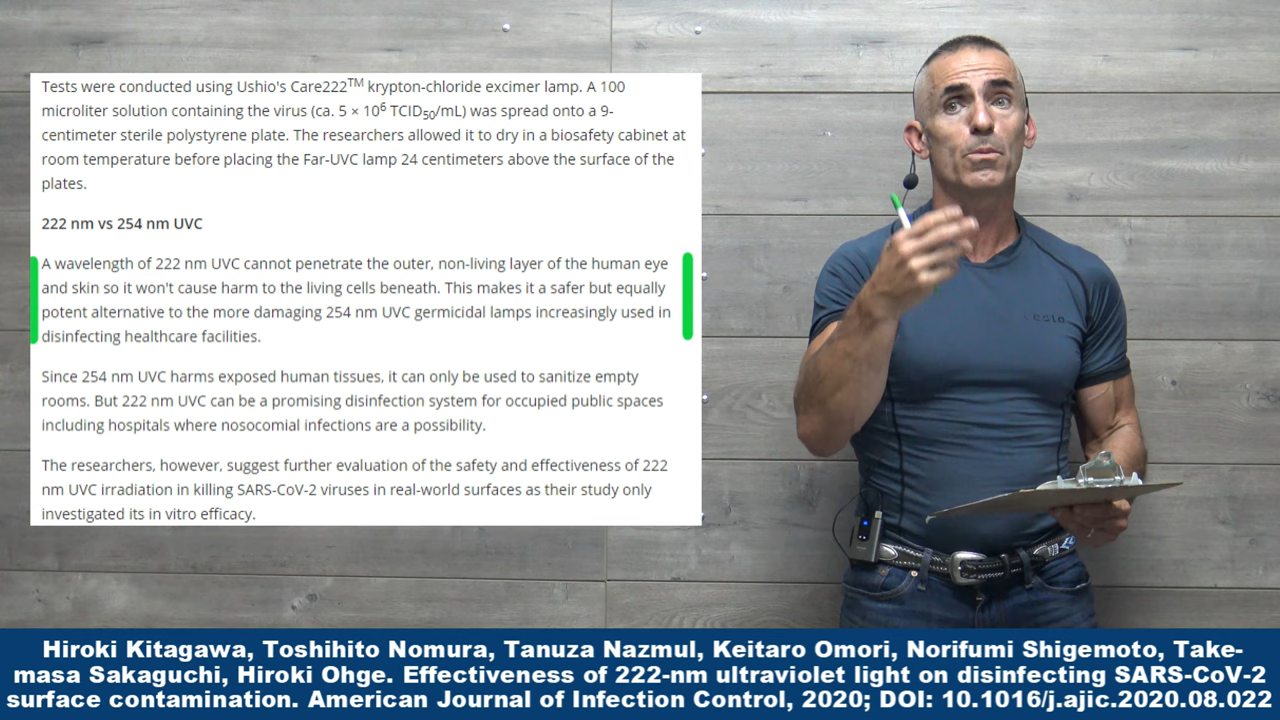 Tests were conducted using Ushio's Care222™ krypton-chloride excimer lamp. A 100
microliter solution containing the virus (ca. 5 × 10⁶ TCID₅₀/mL) was spread onto a 9-
centimeter sterile polystyrene plate. The researchers allowed it to dry in a biosafety cabinet at
room temperature before placing the Far-UVC lamp 24 centimeters above the surface of the
plates.
222 nm vs 254 nm UVC
A wavelength of 222 nm UVC cannot penetrate the outer, non-living layer of the human eye
and skin so it won't cause harm to the living cells beneath. This makes it a safer but equally
potent alternative to the more damaging 254 nm UVC germicidal lamps increasingly used in
disinfecting healthcare facilities.
Since 254 nm UVC harms exposed human tissues, it can only be used to sanitize empty
rooms. But 222 nm UVC can be a promising disinfection system for occupied public spaces
including hospitals where nosocomial infections are a possibility.
The researchers, however, suggest further evaluation of the safety and effectiveness of 222
nm UVC irradiation in killing SARS-CoV-2 viruses in real-world surfaces as their study only
investigated its in vitro efficacy.
Hiroki Kitagawa, Toshihito Nomura, Tanuza Nazmul, Keitaro Omori, Norifumi Shigemoto, Take-
masa Sakaguchi, Hiroki Ohge. Effectiveness of 222-nm ultraviolet light on disinfecting SARS-CoV-2
surface contamination. American Journal of Infection Control, 2020; DOI: 10.1016/j.ajic.2020.08.022